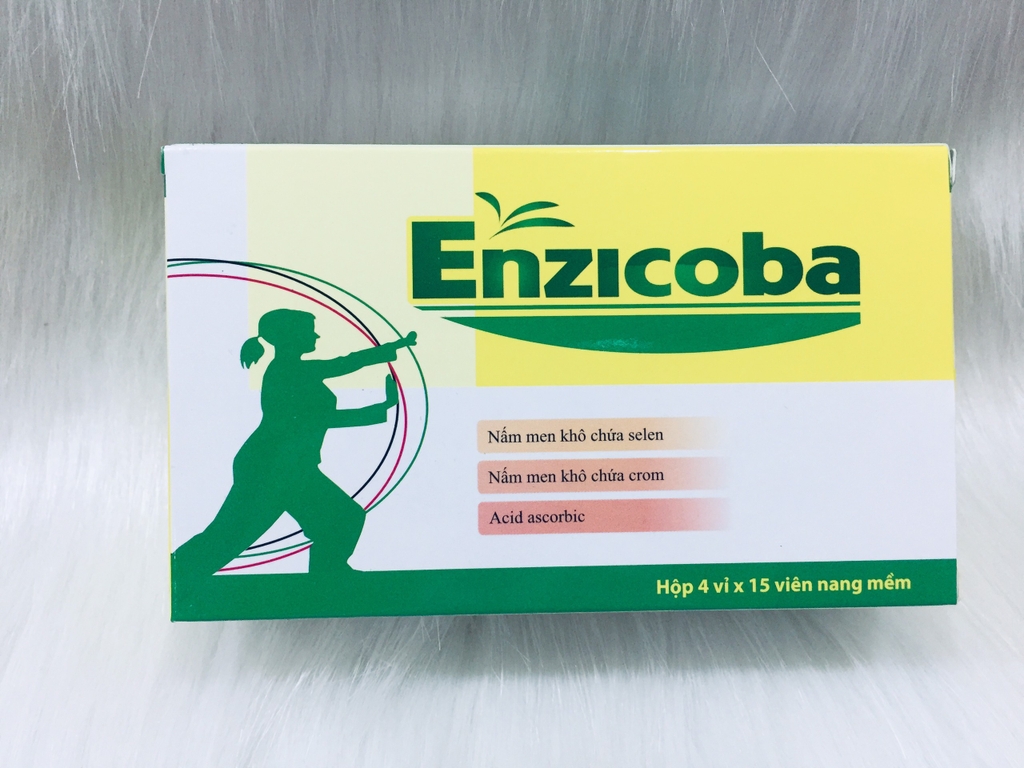 Enzicoba
Nấm men khô chứa selen
Nấm men khô chứa crom
Acid ascorbic
Hộp 4 vỉ x 15 viên nang mềm